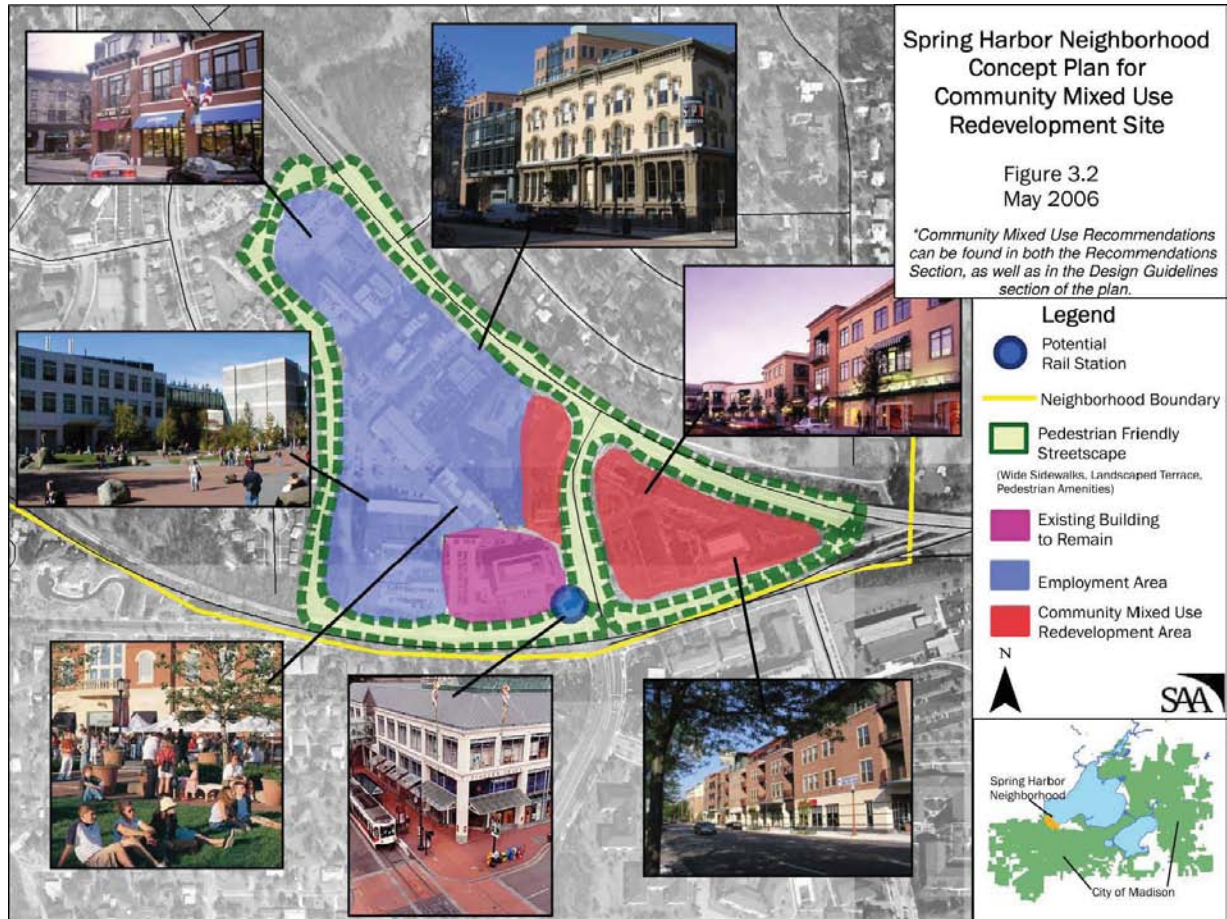 Spring Harbor Neighborhood
Concept Plan for
Community Mixed Use
Redevelopment Site
Figure 3.2
May 2006
*Community Mixed Use Recommendations
can be found in both the Recommendations
Section, as well as in the Design Guidelines
section of the plan.
Legend
Potential
Rail Station
Neighborhood Boundary
Pedestrian Friendly
Streetscape
(Wide Sidewalks, Landscaped Terrace,
Pedestrian Amenities)
Existing Building
to Remain
Employment Area
Community Mixed Use
Redevelopment Area
N
SAA
Spring Harbor
Neighborhood
City of Madison